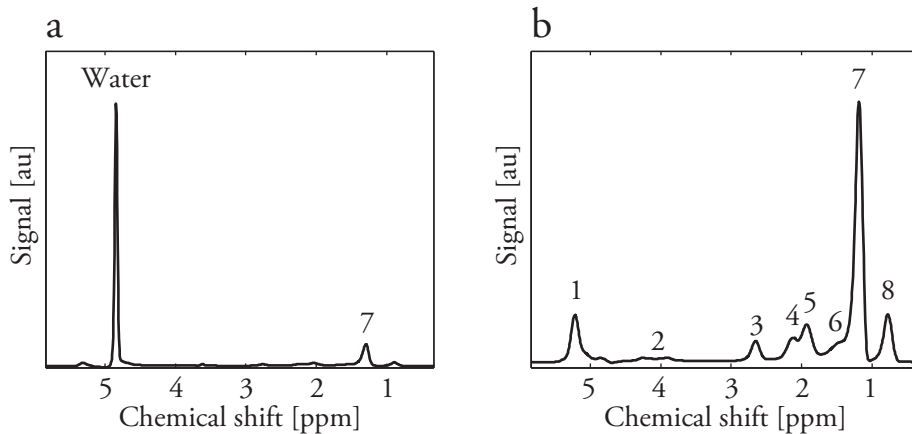 a
Water
7
Signal [au]
5 4 3 2 1
Chemical shift [ppm]
b
7
1
2
3
4
5
6
8
Signal [au]
5 4 3 2 1
Chemical shift [ppm]